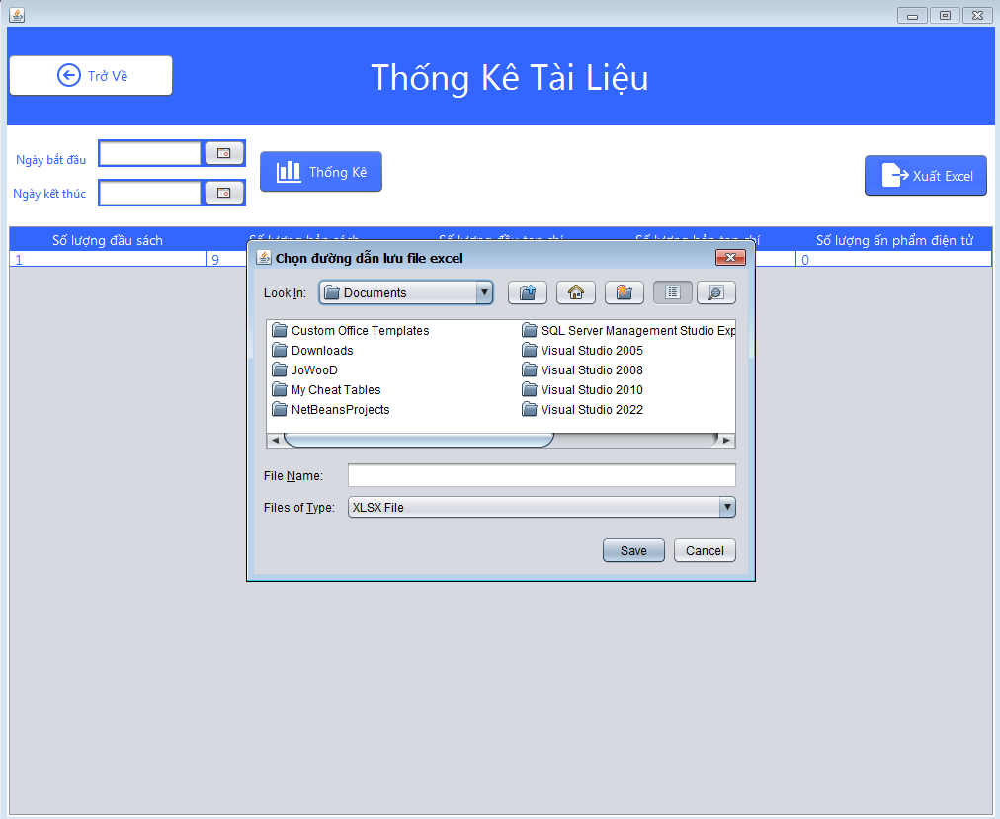 Trở Về
Thống Kê Tài Liệu
Ngày bắt đầu
Ngày kết thúc
Thống Kê
Xuất Excel
Số lượng đầu sách Số lượng bản sách Số lượng đầu tạp chí Số lượng bản tạp chí Số lượng ấn phẩm điện tử
1 9 0
Chọn đường dẫn lưu file excel
Look In: Documents
Custom Office Templates
Downloads
JoWooD
My Cheat Tables
NetBeansProjects
SQL Server Management Studio Exp
Visual Studio 2005
Visual Studio 2008
Visual Studio 2010
Visual Studio 2022
File Name:
Files of Type: XLSX File
Save Cancel